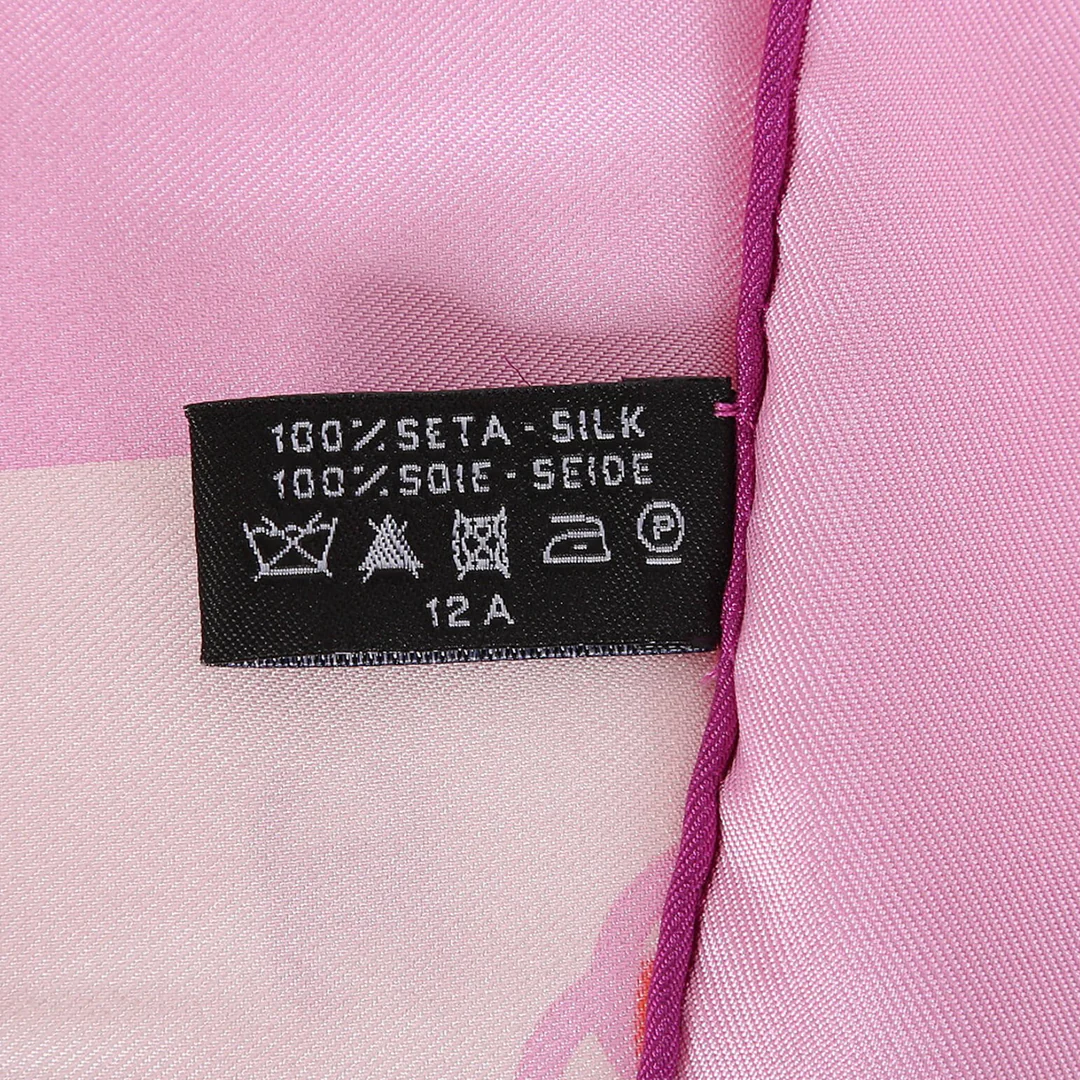 100% SETA - SILK
100% SOIE - SEIDE
P
12 A